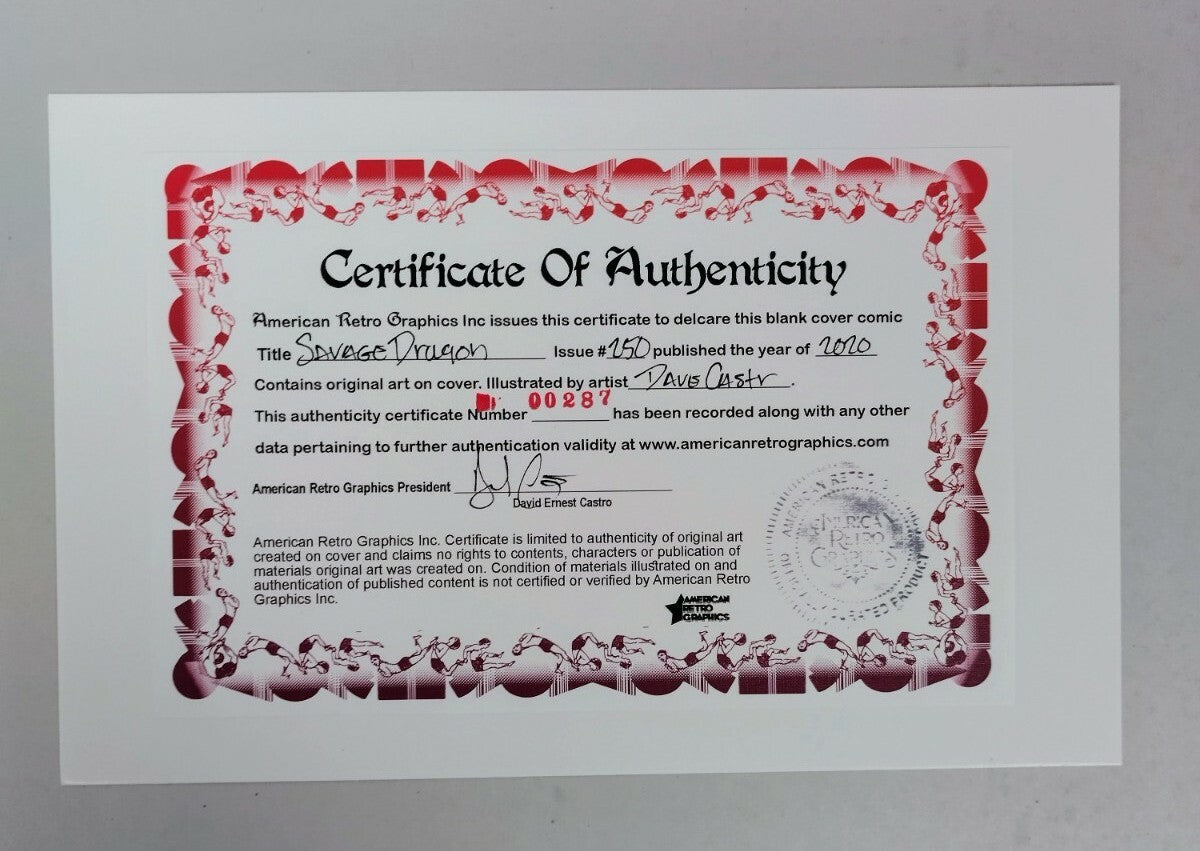 Certificate Of Authenticity
American Retro Graphics Inc issues this certificate to delcare this blank cover comic
Title SAVAGE Dragon Issue #250 published the year of 2020
Contains original art on cover. Illustrated by artist DAVE CAStr.
This authenticity certificate Number 00287 has been recorded along with any other
data pertaining to further authentication validity at www.americanretrographics.com
American Retro Graphics President
David Ernest Castro
American Retro Graphics Inc. Certificate is limited to authenticity of original art
created on cover and claims no rights to contents, characters or publication of
materials original art was created on. Condition of materials illustrated on and
authentication of published content is not certified or verified by American Retro
Graphics Inc.
AMERICAN
RETRO
GRAPHICS
AMERICAN RETRO
AMERICAN
RETRO
GRAPHICS